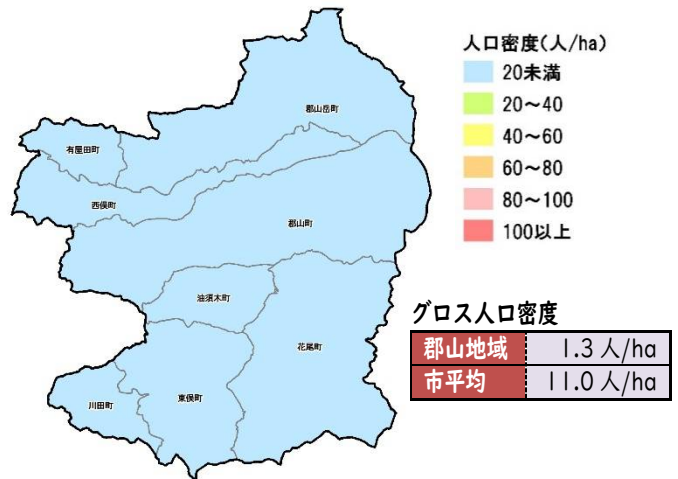 人口密度(人/ha)
20未満
20～40
40～60
60～80
80～100
100以上
郡山岳町
有屋田町
西俣町
郡山町
油須木町
花尾町
東俣町
川田町
グロス人口密度
郡山地域 1.3人/ha
市平均 11.0人/ha